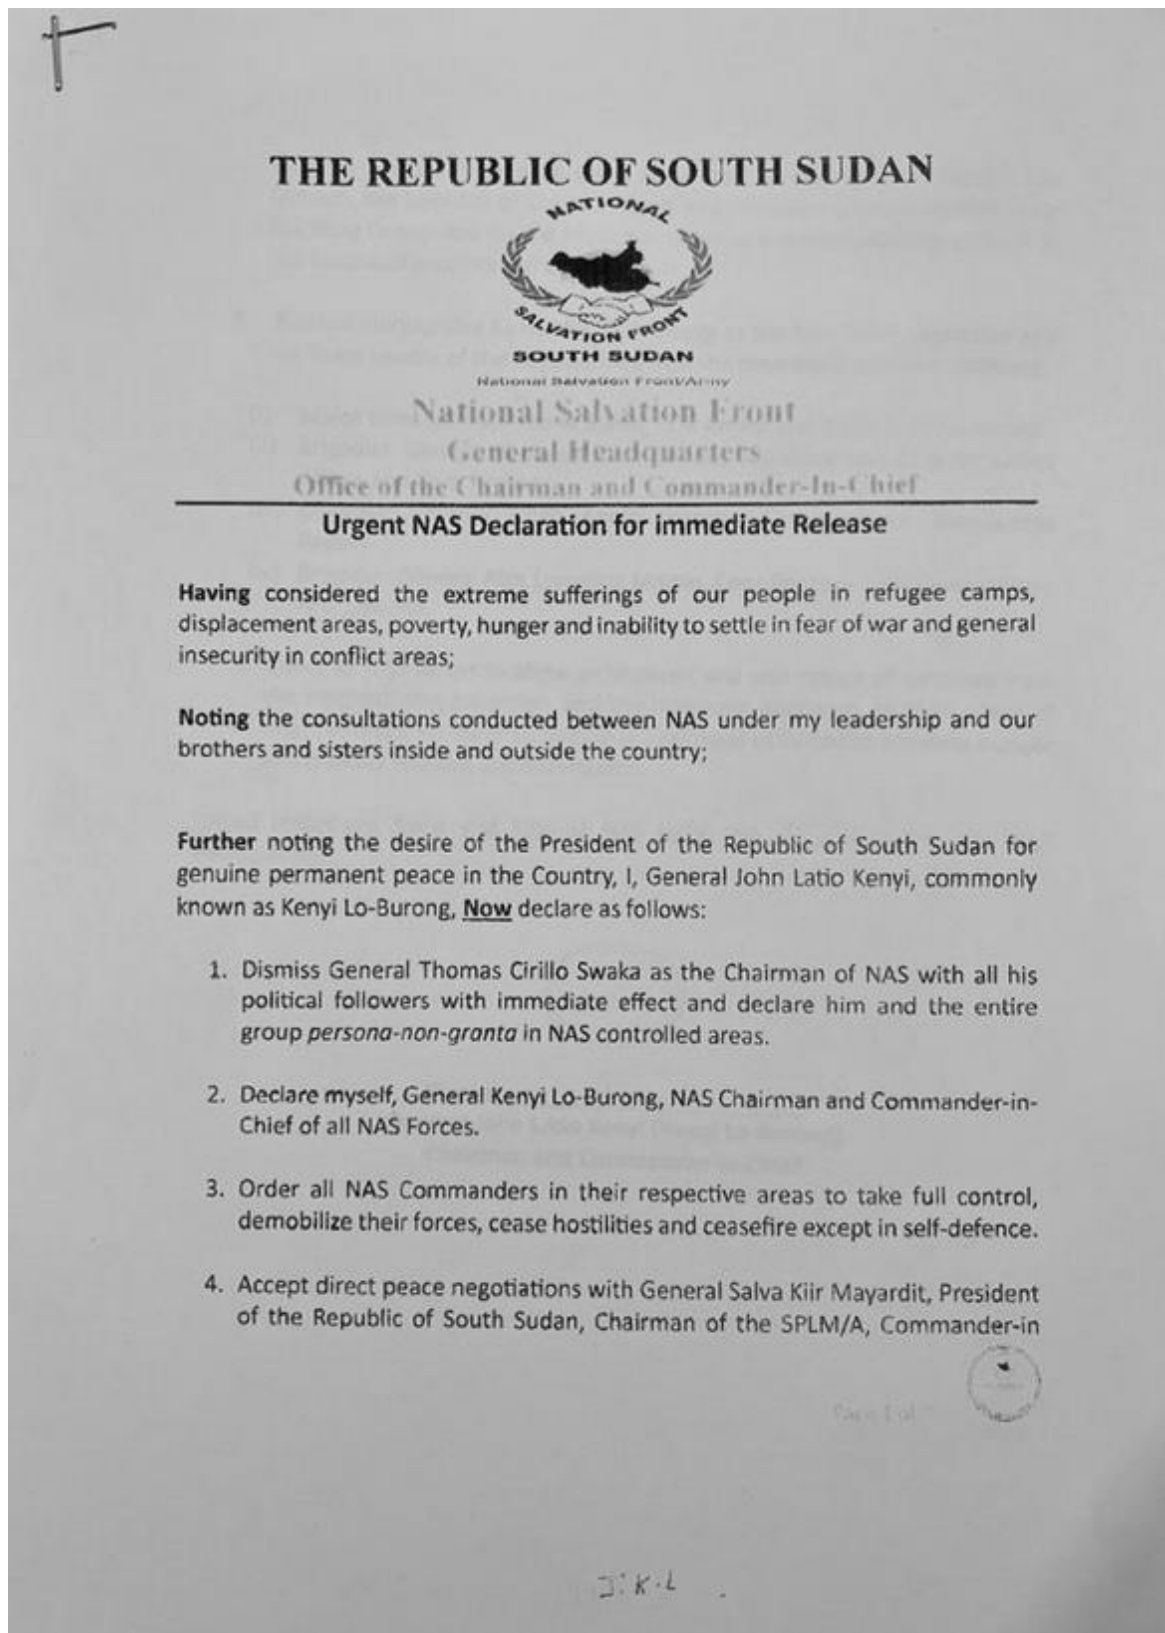 THE REPUBLIC OF SOUTH SUDAN
NATIONAL
SALVATION FRONT
SOUTH SUDAN
National Salvation Front/Army
National Salvation Front
General Headquarters
Office of the Chairman and Commander-In-Chief
Urgent NAS Declaration for immediate Release
Having considered the extreme sufferings of our people in refugee camps,
displacement areas, poverty, hunger and inability to settle in fear of war and general
insecurity in conflict areas;
Noting the consultations conducted between NAS under my leadership and our
brothers and sisters inside and outside the country;
Further noting the desire of the President of the Republic of South Sudan for
genuine permanent peace in the Country, I, General John Latio Kenyi, commonly
known as Kenyi Lo-Burong, Now declare as follows:
1. Dismiss General Thomas Cirillo Swaka as the Chairman of NAS with all his
political followers with immediate effect and declare him and the entire
group persona-non-granta in NAS controlled areas.
2. Declare myself, General Kenyi Lo-Burong, NAS Chairman and Commander-in-
Chief of all NAS Forces.
3. Order all NAS Commanders in their respective areas to take full control,
demobilize their forces, cease hostilities and ceasefire except in self-defence.
4. Accept direct peace negotiations with General Salva Kiir Mayardit, President
of the Republic of South Sudan, Chairman of the SPLM/A, Commander-in
J.K.L